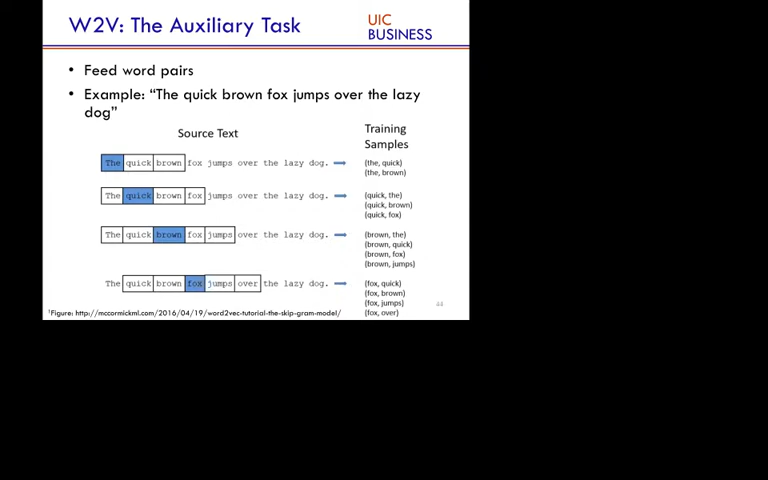 W2V: The Auxiliary Task
UIC
BUSINESS
• Feed word pairs
• Example: “The quick brown fox jumps over the lazy
dog”
Source Text
Training
Samples
The quick brown fox jumps over the lazy dog.
(the, quick)
(the, brown)
The quick brown fox jumps over the lazy dog.
(quick, the)
(quick, brown)
(quick, fox)
The quick brown fox jumps over the lazy dog.
(brown, the)
(brown, quick)
(brown, fox)
(brown, jumps)
The quick brown fox jumps over the lazy dog.
(fox, quick)
(fox, brown)
(fox, jumps)
(fox, over)
44
¹Figure: http://mccormickml.com/2016/04/19/word2vec-tutorial-the-skip-gram-model/